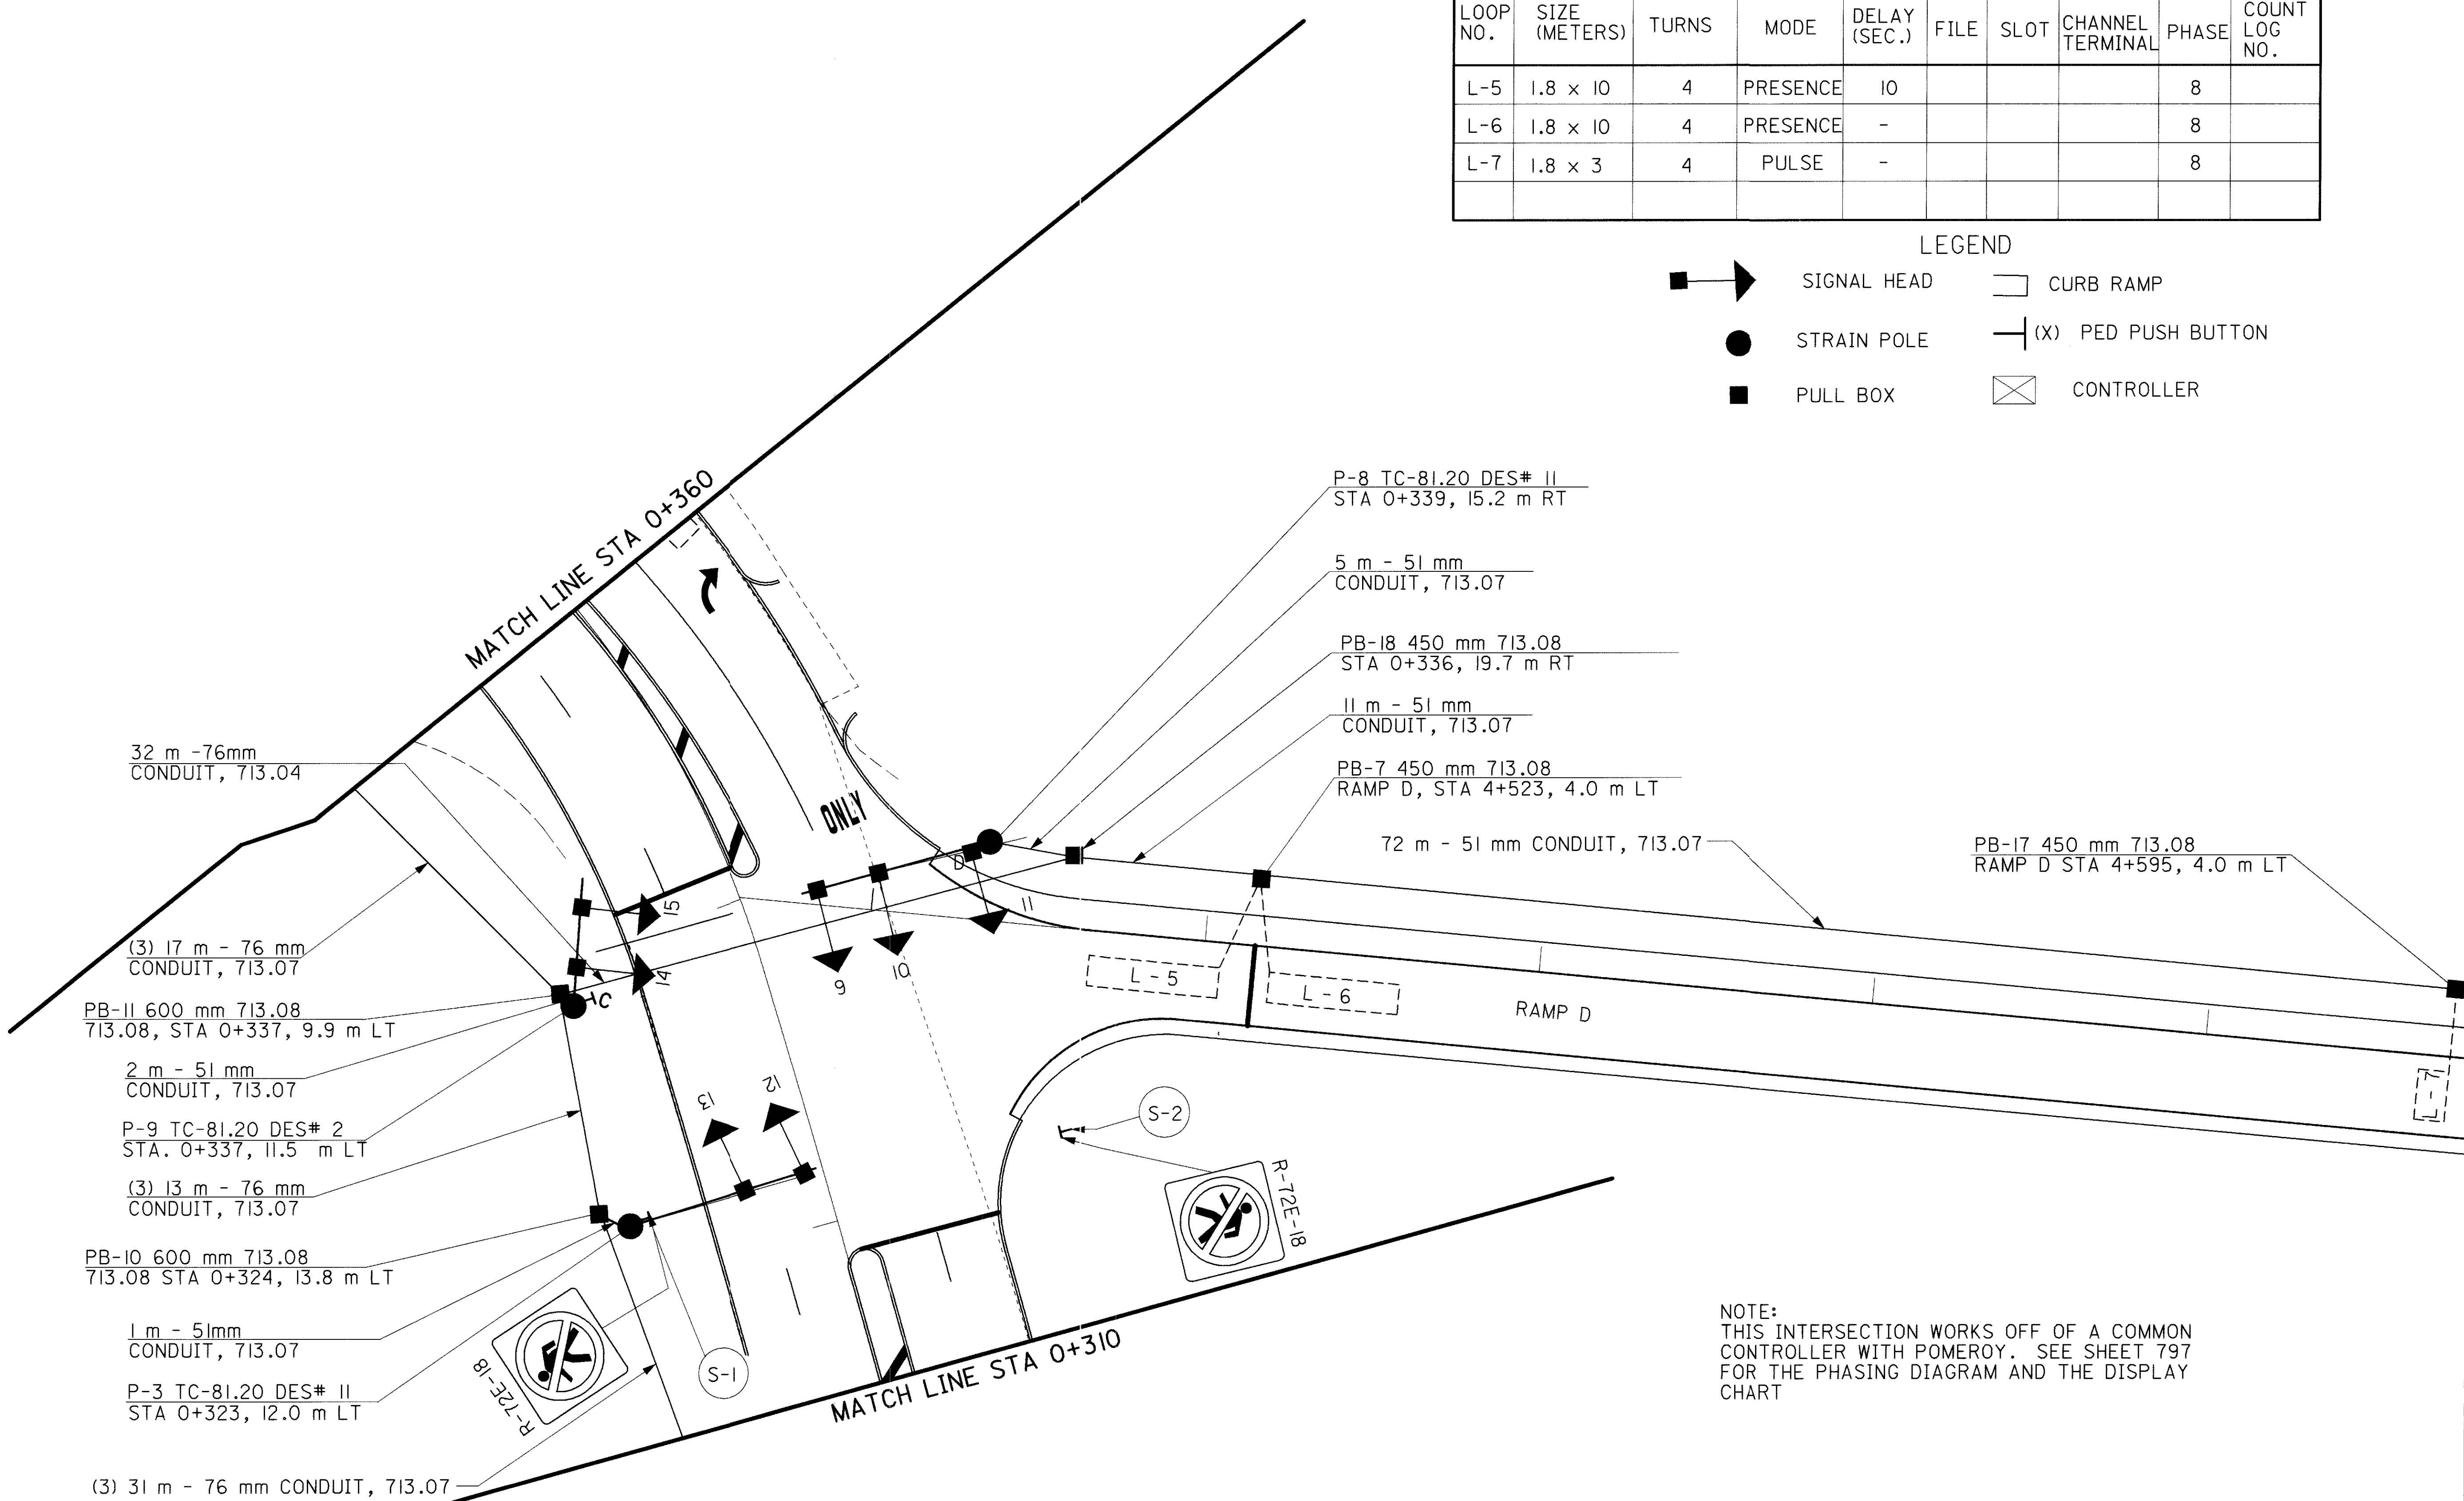 LOOP NO. SIZE (METERS) TURNS MODE DELAY (SEC.) FILE SLOT CHANNEL TERMINAL PHASE COUNT LOG NO.
L-5 1.8 x 10 4 PRESENCE 10 8
L-6 1.8 x 10 4 PRESENCE - 8
L-7 1.8 x 3 4 PULSE - 8
LEGEND
SIGNAL HEAD
CURB RAMP
STRAIN POLE
(X) PED PUSH BUTTON
PULL BOX
CONTROLLER
P-8 TC-81.20 DES# 11
STA 0+339, 15.2 m RT
5 m - 51 mm
CONDUIT, 713.07
PB-18 450 mm 713.08
STA 0+336, 19.7 m RT
11 m - 51 mm
CONDUIT, 713.07
PB-7 450 mm 713.08
RAMP D, STA 4+523, 4.0 m LT
72 m - 51 mm CONDUIT, 713.07
PB-17 450 mm 713.08
RAMP D STA 4+595, 4.0 m LT
MATCH LINE STA 0+360
ONLY
32 m -76mm
CONDUIT, 713.04
(3) 17 m - 76 mm
CONDUIT, 713.07
PB-11 600 mm 713.08
713.08, STA 0+337, 9.9 m LT
2 m - 51 mm
CONDUIT, 713.07
P-9 TC-81.20 DES# 2
STA. 0+337, 11.5 m LT
(3) 13 m - 76 mm
CONDUIT, 713.07
PB-10 600 mm 713.08
713.08 STA 0+324, 13.8 m LT
1 m - 51mm
CONDUIT, 713.07
P-3 TC-81.20 DES# 11
STA 0+323, 12.0 m LT
(3) 31 m - 76 mm CONDUIT, 713.07
15
14
C
D
9
10
11
13
12
L - 5
L - 6
RAMP D
L - 7
S-2
R-72E-18
R-72E-18
S-1
MATCH LINE STA 0+310
NOTE:
THIS INTERSECTION WORKS OFF OF A COMMON
CONTROLLER WITH POMEROY. SEE SHEET 797
FOR THE PHASING DIAGRAM AND THE DISPLAY
CHART